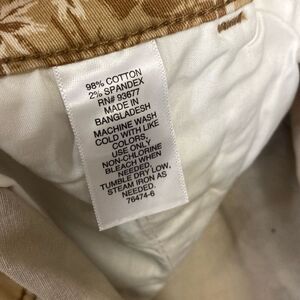 98% COTTON
2% SPANDEX
RN# 93677
MADE IN
BANGLADESH
MACHINE WASH
COLD WITH LIKE
COLORS,
USE ONLY
NON-CHLORINE
BLEACH WHEN
NEEDED.
TUMBLE DRY LOW,
STEAM IRON AS
NEEDED.
76474-6